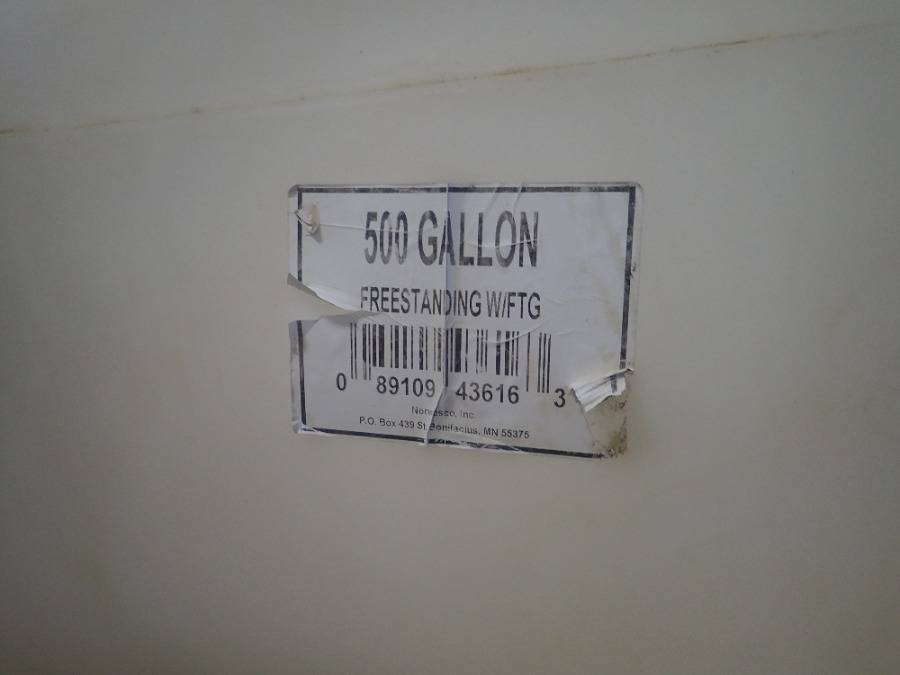 500 GALLON
FREESTANDING W/FTG
0 89109 43616 3
Norwesco, Inc.
P.O. Box 439 St.Bonifacius, MN 55375